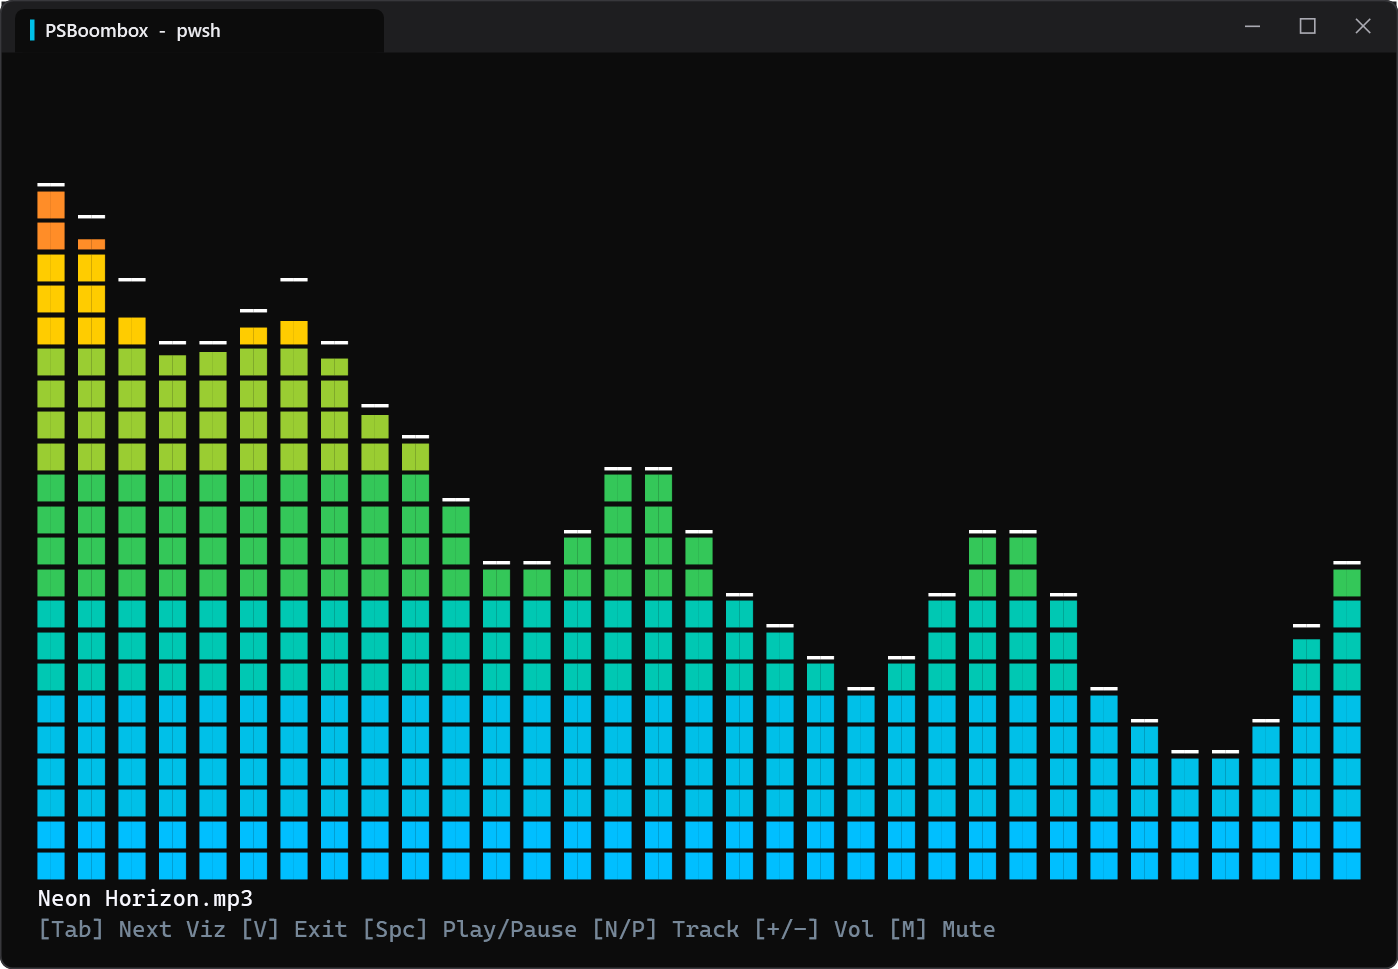 PSBoombox - pwsh
Neon Horizon.mp3
[Tab] Next Viz [V] Exit [Spc] Play/Pause [N/P] Track [+/-] Vol [M] Mute